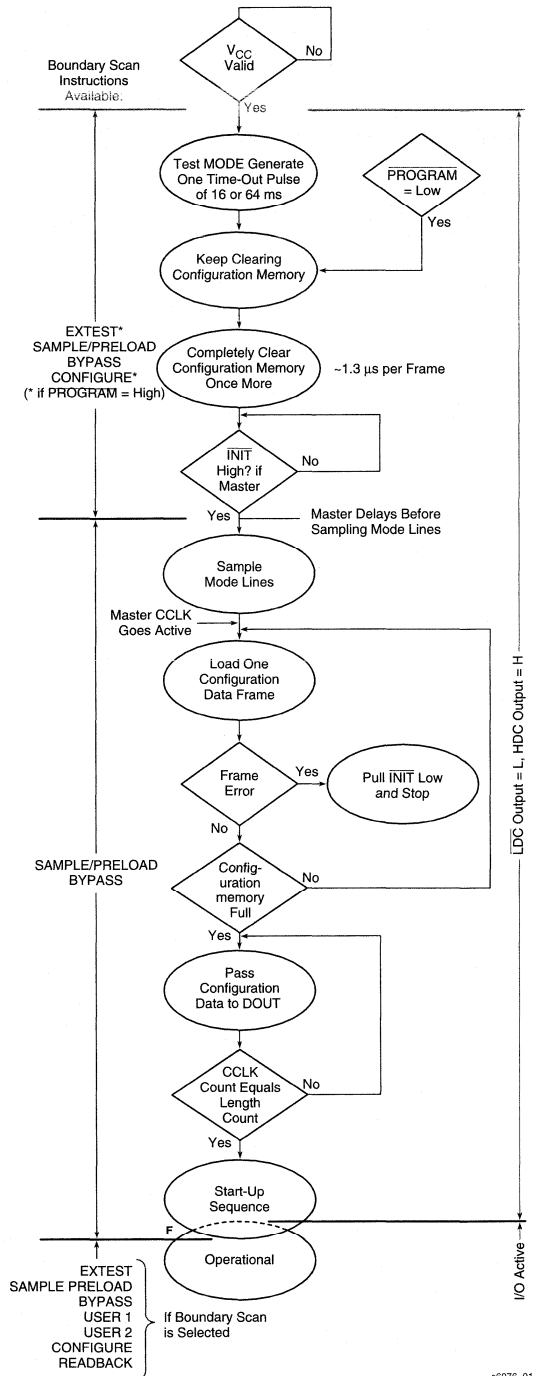 Boundary Scan
Instructions
Available:
VCC
Valid
No
Yes
Test MODE Generate
One Time-Out Pulse
of 16 or 64 ms
PROGRAM
= Low
Yes
Keep Clearing
Configuration Memory
EXTEST*
SAMPLE/PRELOAD
BYPASS
CONFIGURE*
(* if PROGRAM = High)
Completely Clear
Configuration Memory
Once More
~1.3 µs per Frame
INIT
High? if
Master
No
Yes
Master Delays Before
Sampling Mode Lines
Sample
Mode Lines
Master CCLK
Goes Active
Load One
Configuration
Data Frame
LDC Output = L, HDC Output = H
Frame
Error
Yes
Pull INIT Low
and Stop
No
SAMPLE/PRELOAD
BYPASS
Config-
uration
memory
Full
No
Yes
Pass
Configuration
Data to DOUT
CCLK
Count Equals
Length
Count
No
Yes
Start-Up
Sequence
F
Operational
I/O Active
EXTEST
SAMPLE PRELOAD
BYPASS
USER 1
USER 2
CONFIGURE
READBACK
If Boundary Scan
is Selected